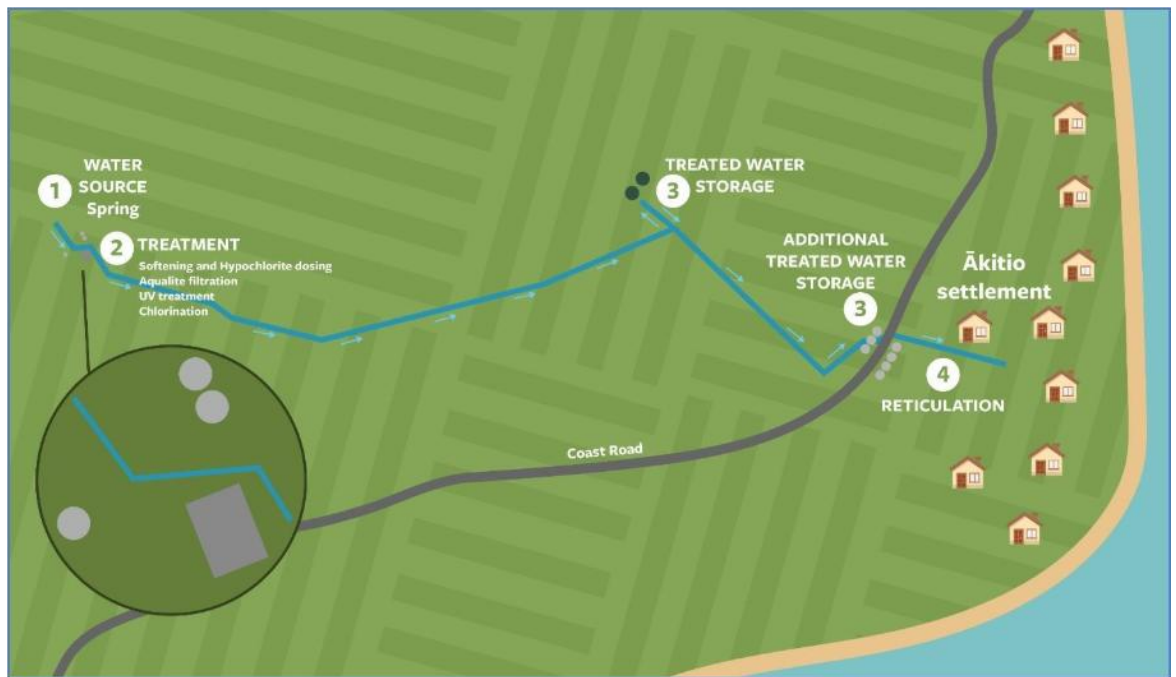 1
WATER
SOURCE
Spring
2
TREATMENT
Softening and Hypochlorite dosing
Aqualite filtration
UV treatment
Chlorination
3
TREATED WATER
STORAGE
ADDITIONAL
TREATED WATER
STORAGE
3
Ākitio
settlement
4
RETICULATION
Coast Road